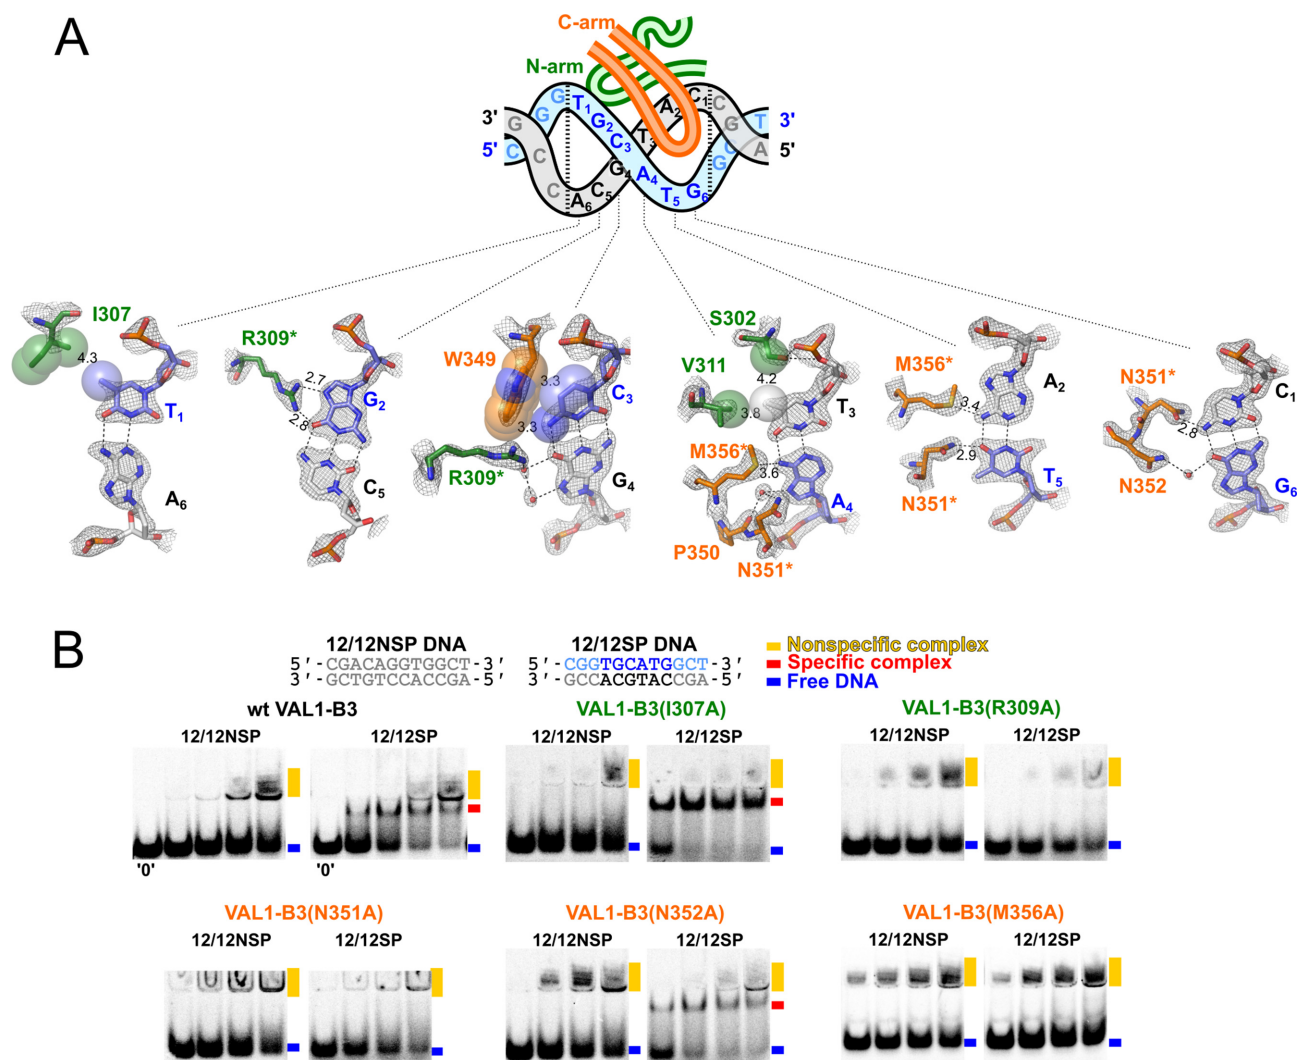 A
C-arm
N-arm
3' G G G T1 G2 C3 T3 A2 C1 C G T 3'
5' C C C A6 C5 G4 A4 T5 G6 G C A 5'
I307
4.3
T1
A6
R309*
2.7
2.8
G2
C5
W349
3.3
3.3
C3
R309*
G4
S302
V311
4.2
3.8
T3
M356*
3.6
A4
P350
N351*
M356*
3.4
A2
2.9
N351*
T5
N351*
2.8
C1
N352
G6
B
12/12NSP DNA
5′-CGACAGGTGGCT-3′
3′-GCTGTCCACCGA-5′
12/12SP DNA
5′-CGGTGCATGGCT-3′
3′-GCCACGTACCGA-5′
Nonspecific complex
Specific complex
Free DNA
wt VAL1-B3
12/12NSP 12/12SP
'0' '0'
VAL1-B3(I307A)
12/12NSP 12/12SP
VAL1-B3(R309A)
12/12NSP 12/12SP
VAL1-B3(N351A)
12/12NSP 12/12SP
VAL1-B3(N352A)
12/12NSP 12/12SP
VAL1-B3(M356A)
12/12NSP 12/12SP